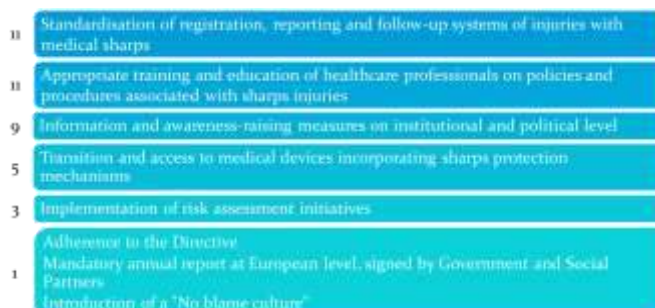 11
Standardisation of registration, reporting and follow-up systems of injuries with
medical sharps
11
Appropriate training and education of healthcare professionals on policies and
procedures associated with sharps injuries
9
Information and awareness-raising measures on institutional and political level
5
Transition and access to medical devices incorporating sharps protection
mechanisms
3
Implementation of risk assessment initiatives
1
Adherence to the Directive
Mandatory annual report at European level, signed by Government and Social
Partners
Introduction of a "No blame culture"